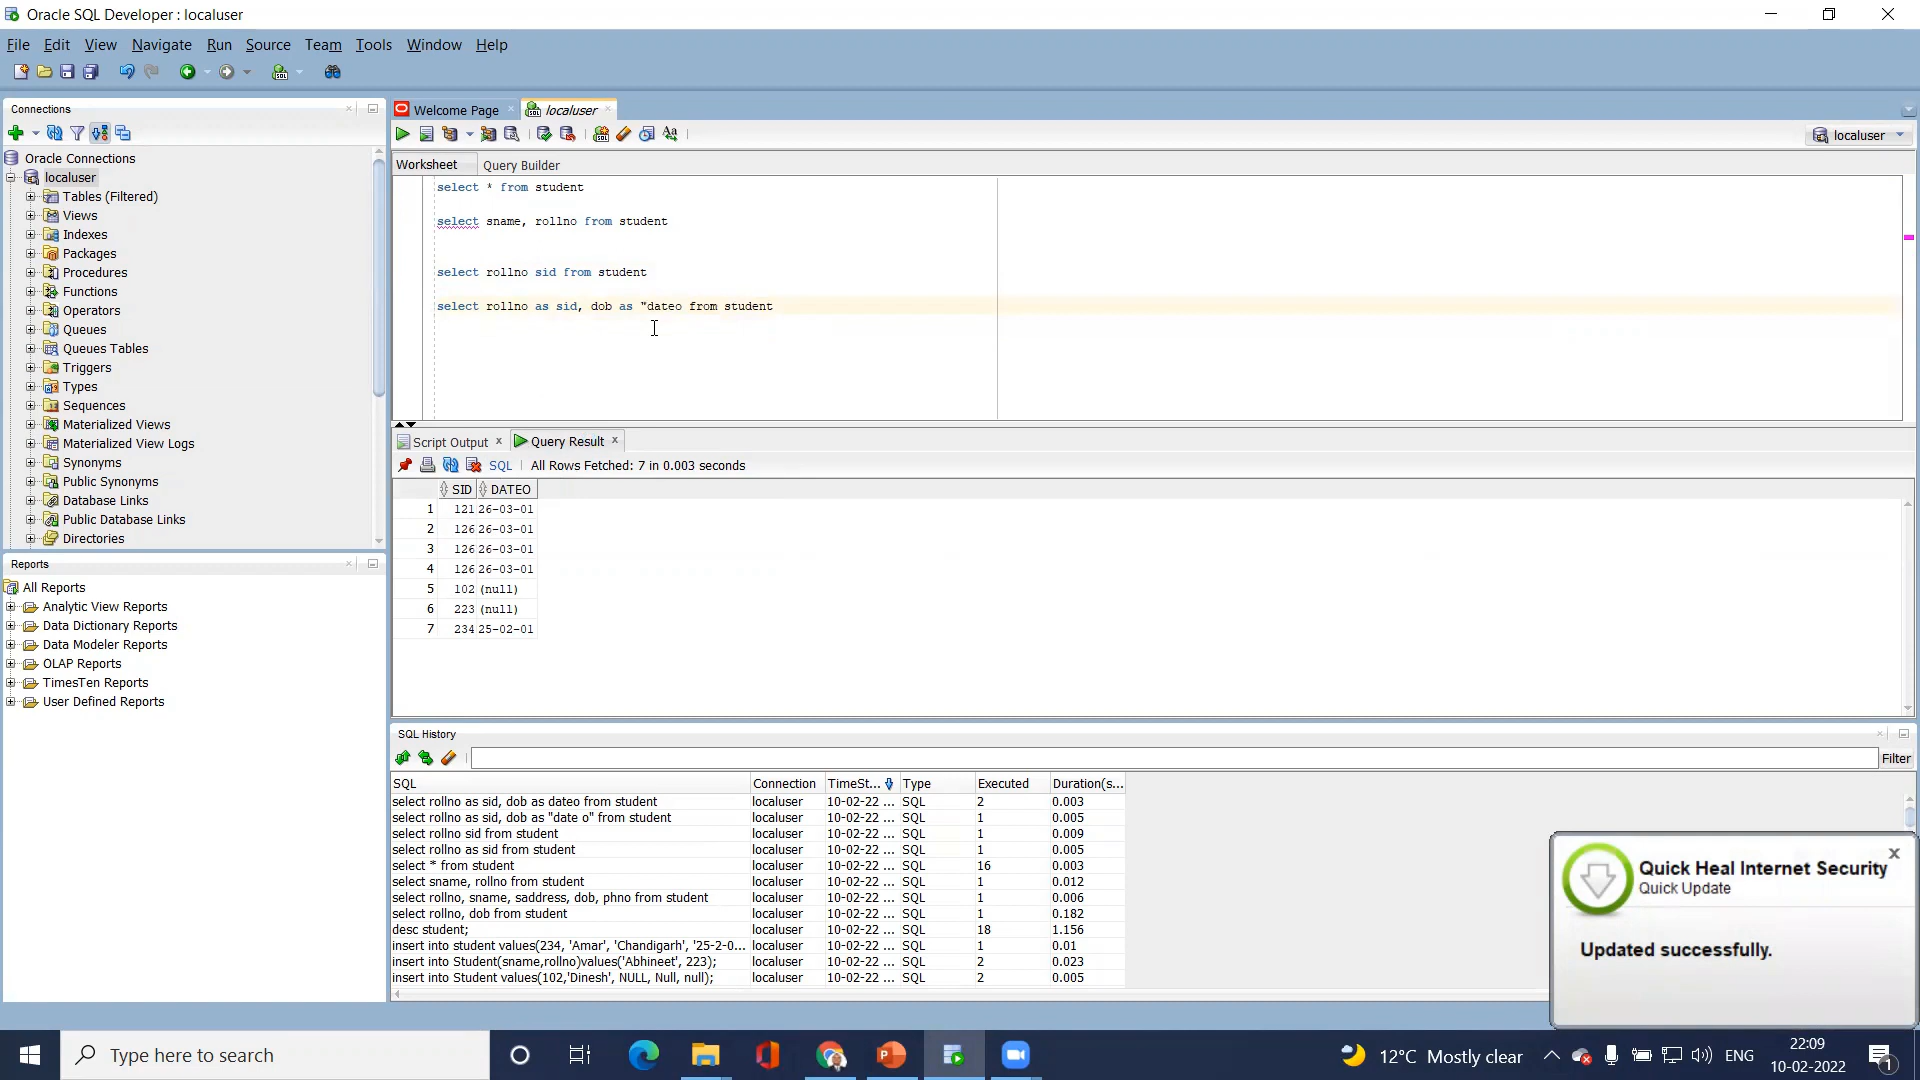 Oracle SQL Developer : localuser
File Edit View Navigate Run Source Team Tools Window Help
Connections
Oracle Connections
localuser
Tables (Filtered)
Views
Indexes
Packages
Procedures
Functions
Operators
Queues
Queues Tables
Triggers
Types
Sequences
Materialized Views
Materialized View Logs
Synonyms
Public Synonyms
Database Links
Public Database Links
Directories
Reports
All Reports
Analytic View Reports
Data Dictionary Reports
Data Modeler Reports
OLAP Reports
TimesTen Reports
User Defined Reports
Welcome Page localuser
localuser
Worksheet Query Builder
select * from student
select sname, rollno from student
select rollno sid from student
select rollno as sid, dob as "dateo from student
Script Output Query Result
SQL All Rows Fetched: 7 in 0.003 seconds
SID DATEO
1 121 26-03-01
2 126 26-03-01
3 126 26-03-01
4 126 26-03-01
5 102 (null)
6 223 (null)
7 234 25-02-01
SQL History
Filter
SQL Connection TimeSt... Type Executed Duration(s...
select rollno as sid, dob as dateo from student localuser 10-02-22 ... SQL 2 0.003
select rollno as sid, dob as "date o" from student localuser 10-02-22 ... SQL 1 0.005
select rollno sid from student localuser 10-02-22 ... SQL 1 0.009
select rollno as sid from student localuser 10-02-22 ... SQL 1 0.005
select * from student localuser 10-02-22 ... SQL 16 0.003
select sname, rollno from student localuser 10-02-22 ... SQL 1 0.012
select rollno, sname, saddress, dob, phno from student localuser 10-02-22 ... SQL 1 0.006
select rollno, dob from student localuser 10-02-22 ... SQL 1 0.182
desc student; localuser 10-02-22 ... SQL 18 1.156
insert into student values(234, 'Amar', 'Chandigarh', '25-2-0... localuser 10-02-22 ... SQL 1 0.01
insert into Student(sname,rollno)values('Abhineet', 223); localuser 10-02-22 ... SQL 2 0.023
insert into Student values(102,'Dinesh', NULL, Null, null); localuser 10-02-22 ... SQL 2 0.005
Quick Heal Internet Security
Quick Update
Updated successfully.
Type here to search
12°C Mostly clear
ENG
22:09
10-02-2022
1